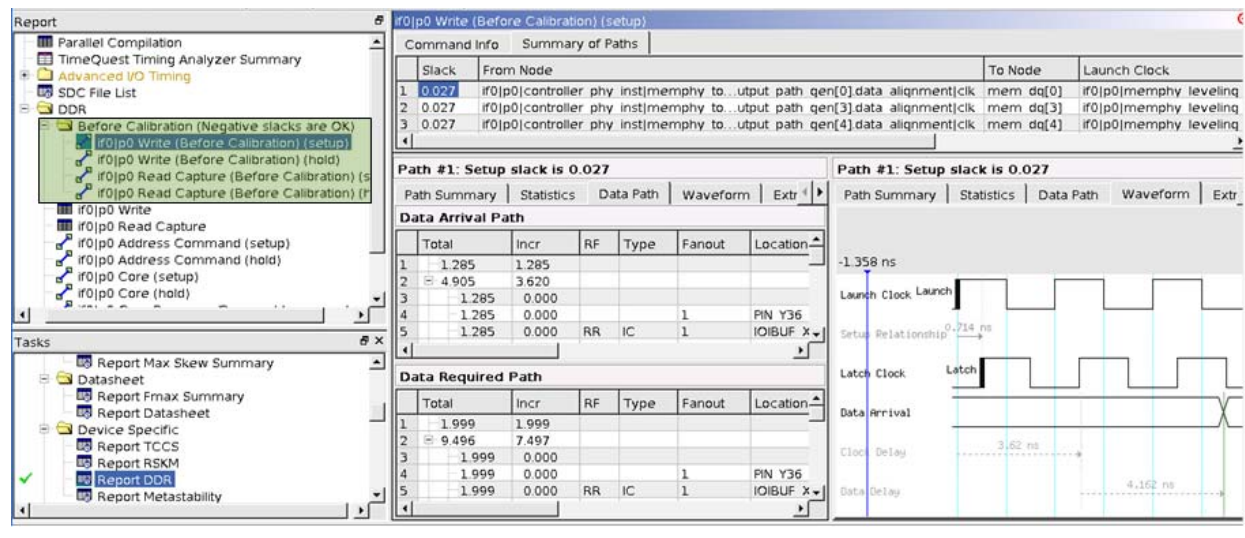 Report
Parallel Compilation
TimeQuest Timing Analyzer Summary
Advanced I/O Timing
SDC File List
DDR
Before Calibration (Negative slacks are OK)
if0|p0 Write (Before Calibration) (setup)
if0|p0 Write (Before Calibration) (hold)
if0|p0 Read Capture (Before Calibration) (s
if0|p0 Read Capture (Before Calibration) (h
if0|p0 Write
if0|p0 Read Capture
if0|p0 Address Command (setup)
if0|p0 Address Command (hold)
if0|p0 Core (setup)
if0|p0 Core (hold)
Tasks
Report Max Skew Summary
Datasheet
Report Fmax Summary
Report Datasheet
Device Specific
Report TCCS
Report RSKM
Report DDR
Report Metastability
if0|p0 Write (Before Calibration) (setup)
Command Info Summary of Paths
Slack From Node To Node Launch Clock
1 0.027 if0|p0|controller phy inst|memphy to...utput path gen[0].data alignment|clk mem dq[0] if0|p0|memphy leveling
2 0.027 if0|p0|controller phy inst|memphy to...utput path gen[3].data alignment|clk mem dq[3] if0|p0|memphy leveling
3 0.027 if0|p0|controller phy inst|memphy to...utput path gen[4].data alignment|clk mem dq[4] if0|p0|memphy leveling
Path #1: Setup slack is 0.027
Path Summary Statistics Data Path Waveform Extr
Data Arrival Path
Total Incr RF Type Fanout Location
1 1.285 1.285
2 4.905 3.620
3 1.285 0.000
4 1.285 0.000 1 PIN Y36
5 1.285 0.000 RR IC 1 IOIBUF X
Data Required Path
Total Incr RF Type Fanout Location
1 1.999 1.999
2 9.496 7.497
3 1.999 0.000
4 1.999 0.000 1 PIN Y36
5 1.999 0.000 RR IC 1 IOIBUF X
Path #1: Setup slack is 0.027
Path Summary Statistics Data Path Waveform Extr
-1.358 ns
Launch Clock Launch
Setup Relationship 0.714 ns
Latch Clock Latch
Data Arrival
Clock Delay 3.62 ns
Data Delay 4.162 ns